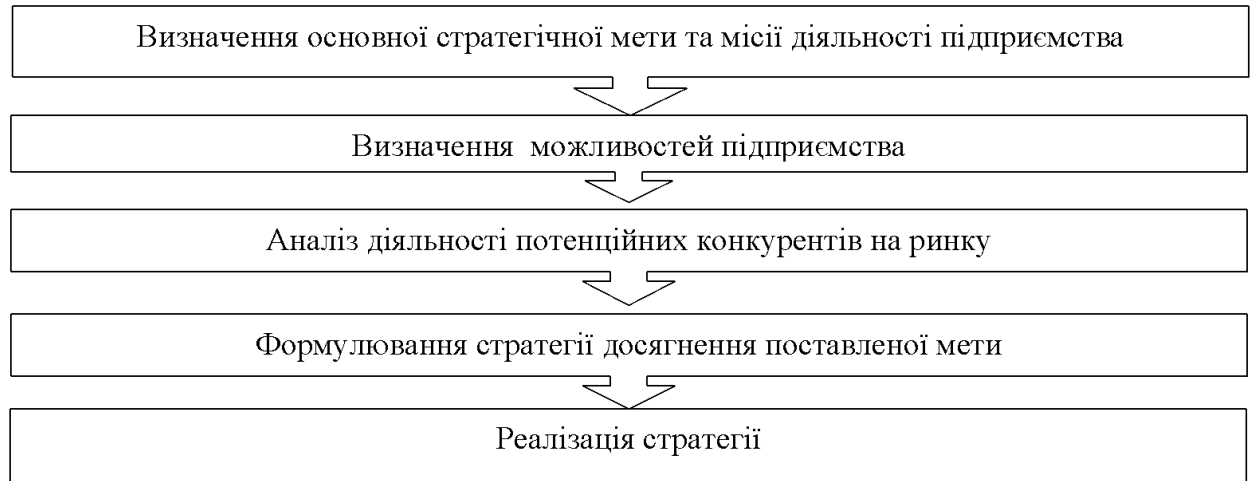 Визначення основної стратегічної мети та місії діяльності підприємства
Визначення можливостей підприємства
Аналіз діяльності потенційних конкурентів на ринку
Формулювання стратегії досягнення поставленої мети
Реалізація стратегії